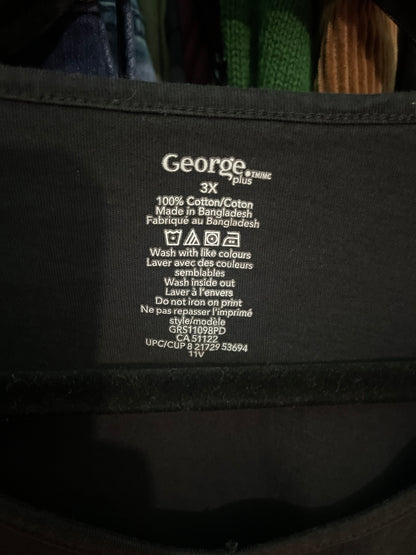 George.TM/MC
plus
3X
100% Cotton/Coton
Made in Bangladesh
Fabriqué au Bangladesh
Wash with like colours
Laver avec des couleurs
semblables
Wash inside out
Laver à l'envers
Do not iron on print
Ne pas repasser l'imprimé
style/modèle
GRS11098PD
CA 51122
UPC/CUP 8 21729 53694
11V